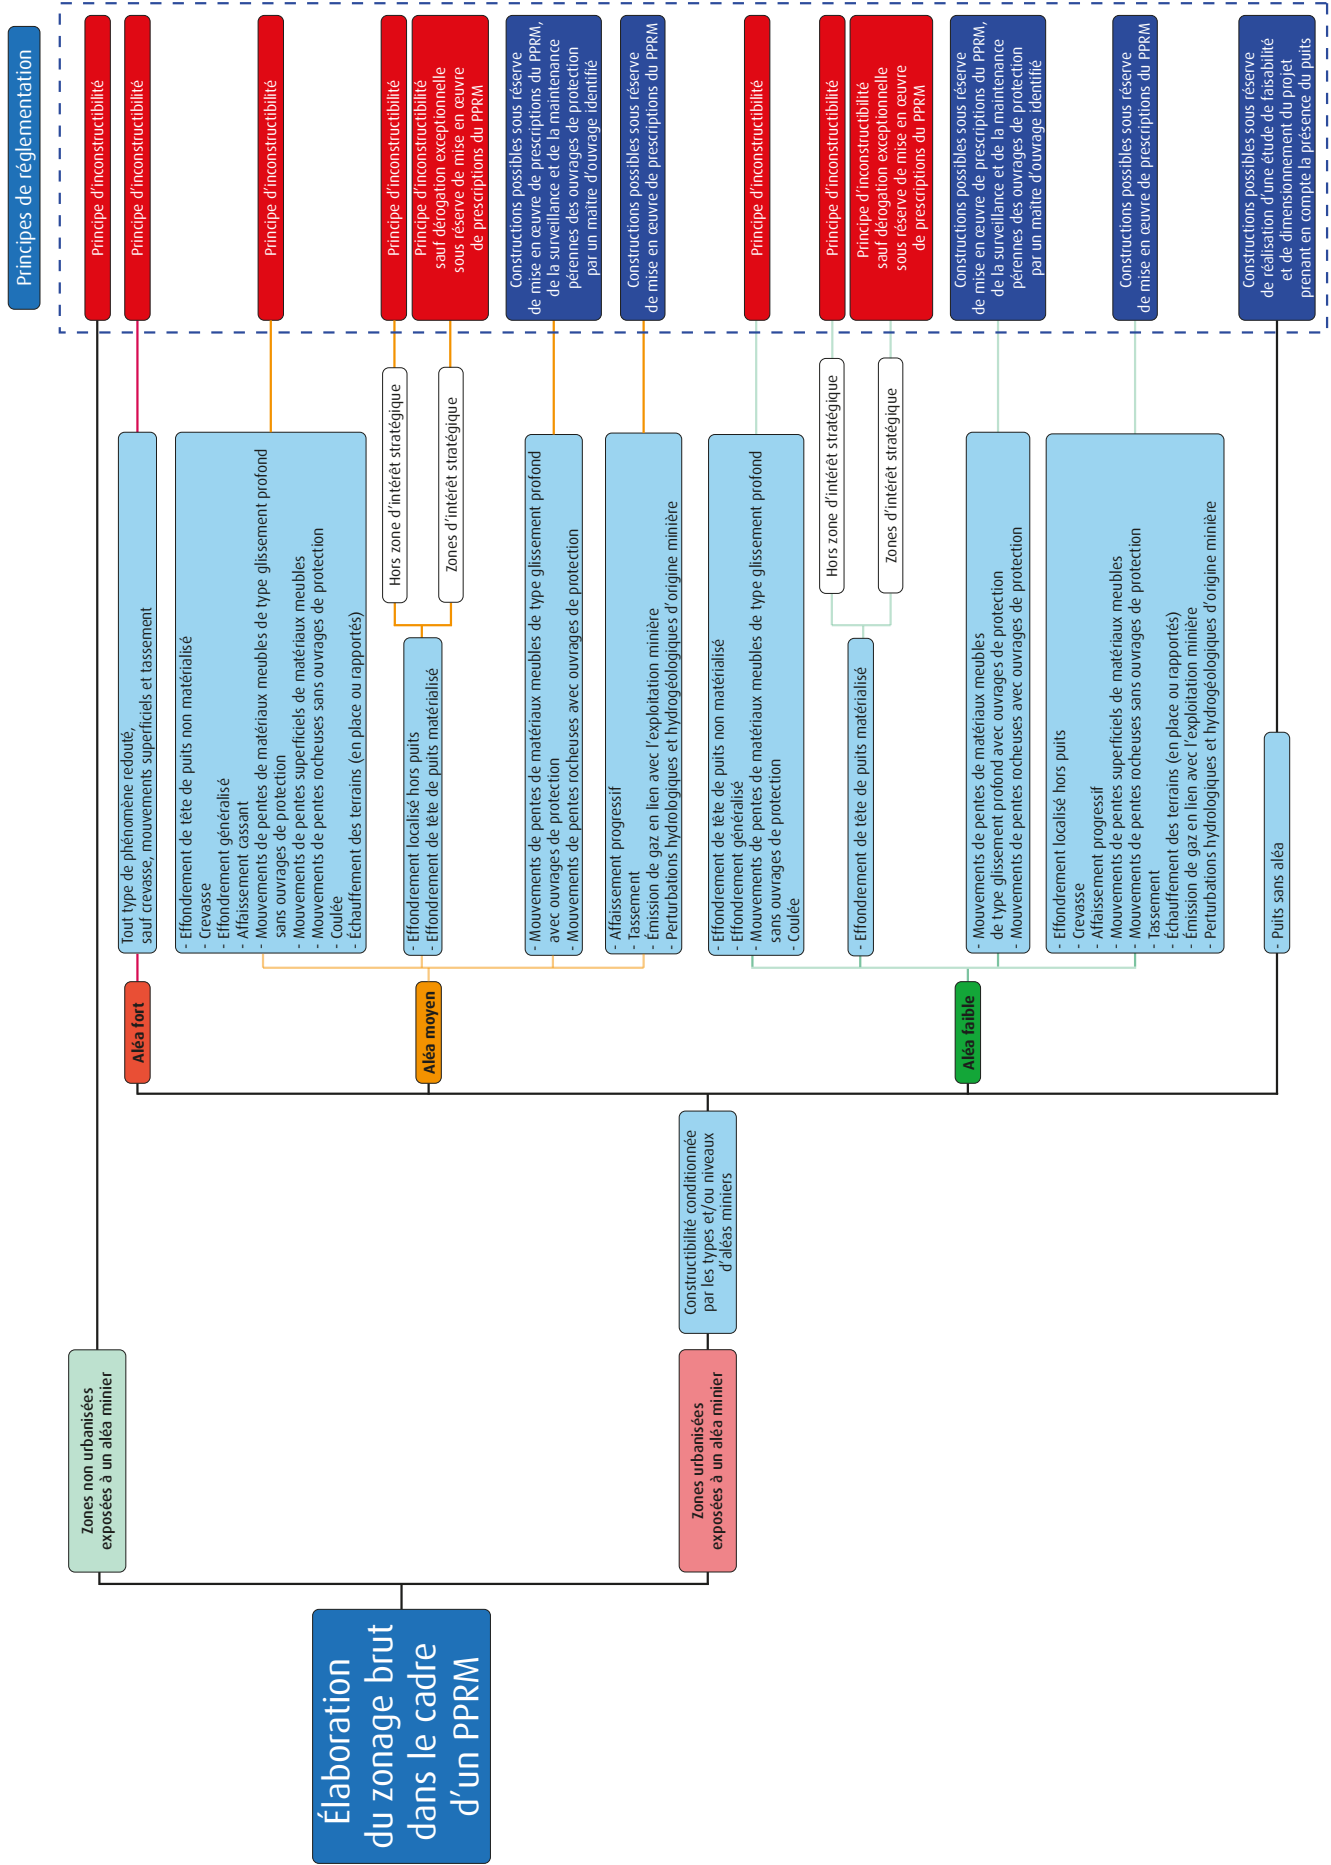 Principes de réglementation
Élaboration
du zonage brut
dans le cadre
d'un PPRM
Zones non urbanisées
exposées à un aléa minier
Principe d'inconstructibilité
Zones urbanisées
exposées à un aléa minier
Constructibilité conditionnée
par les types et/ou niveaux
d'aléas miniers
Aléa fort
Tout type de phénomène redouté,
sauf crevasse, mouvements superficiels et tassement
Principe d'inconstructibilité
Aléa moyen
- Effondrement de tête de puits non matérialisé
- Crevasse
- Effondrement généralisé
- Affaissement cassant
- Mouvements de pentes de matériaux meubles de type glissement profond
sans ouvrages de protection
- Mouvements de pentes superficiels de matériaux meubles
- Mouvements de pentes rocheuses sans ouvrages de protection
- Coulée
- Échauffement des terrains (en place ou rapportés)
Principe d'inconstructibilité
- Effondrement localisé hors puits
- Effondrement de tête de puits matérialisé
Hors zone d'intérêt stratégique
Principe d'inconstructibilité
Zones d'intérêt stratégique
Principe d'inconstructibilité
sauf dérogation exceptionnelle
sous réserve de mise en œuvre
de prescriptions du PPRM
- Mouvements de pentes de matériaux meubles de type glissement profond
avec ouvrages de protection
- Mouvements de pentes rocheuses avec ouvrages de protection
Constructions possibles sous réserve
de mise en œuvre de prescriptions du PPRM,
de la surveillance et de la maintenance
pérennes des ouvrages de protection
par un maître d'ouvrage identifié
- Affaissement progressif
- Tassement
- Émission de gaz en lien avec l'exploitation minière
- Perturbations hydrologiques et hydrogéologiques d'origine minière
Constructions possibles sous réserve
de mise en œuvre de prescriptions du PPRM
Aléa faible
- Effondrement de tête de puits non matérialisé
- Effondrement généralisé
- Mouvements de pentes de matériaux meubles de type glissement profond
sans ouvrages de protection
- Coulée
Principe d'inconstructibilité
- Effondrement de tête de puits matérialisé
Hors zone d'intérêt stratégique
Principe d'inconstructibilité
Zones d'intérêt stratégique
Principe d'inconstructibilité
sauf dérogation exceptionnelle
sous réserve de mise en œuvre
de prescriptions du PPRM
- Mouvements de pentes de matériaux meubles
de type glissement profond avec ouvrages de protection
- Mouvements de pentes rocheuses avec ouvrages de protection
Constructions possibles sous réserve
de mise en œuvre de prescriptions du PPRM,
de la surveillance et de la maintenance
pérennes des ouvrages de protection
par un maître d'ouvrage identifié
- Effondrement localisé hors puits
- Crevasse
- Affaissement progressif
- Mouvements de pentes superficiels de matériaux meubles
- Mouvements de pentes rocheuses sans ouvrages de protection
- Tassement
- Échauffement des terrains (en place ou rapportés)
- Émission de gaz en lien avec l'exploitation minière
- Perturbations hydrologiques et hydrogéologiques d'origine minière
Constructions possibles sous réserve
de mise en œuvre de prescriptions du PPRM
- Puits sans aléa
Constructions possibles sous réserve
de réalisation d'une étude de faisabilité
et de dimensionnement du projet
prenant en compte la présence du puits